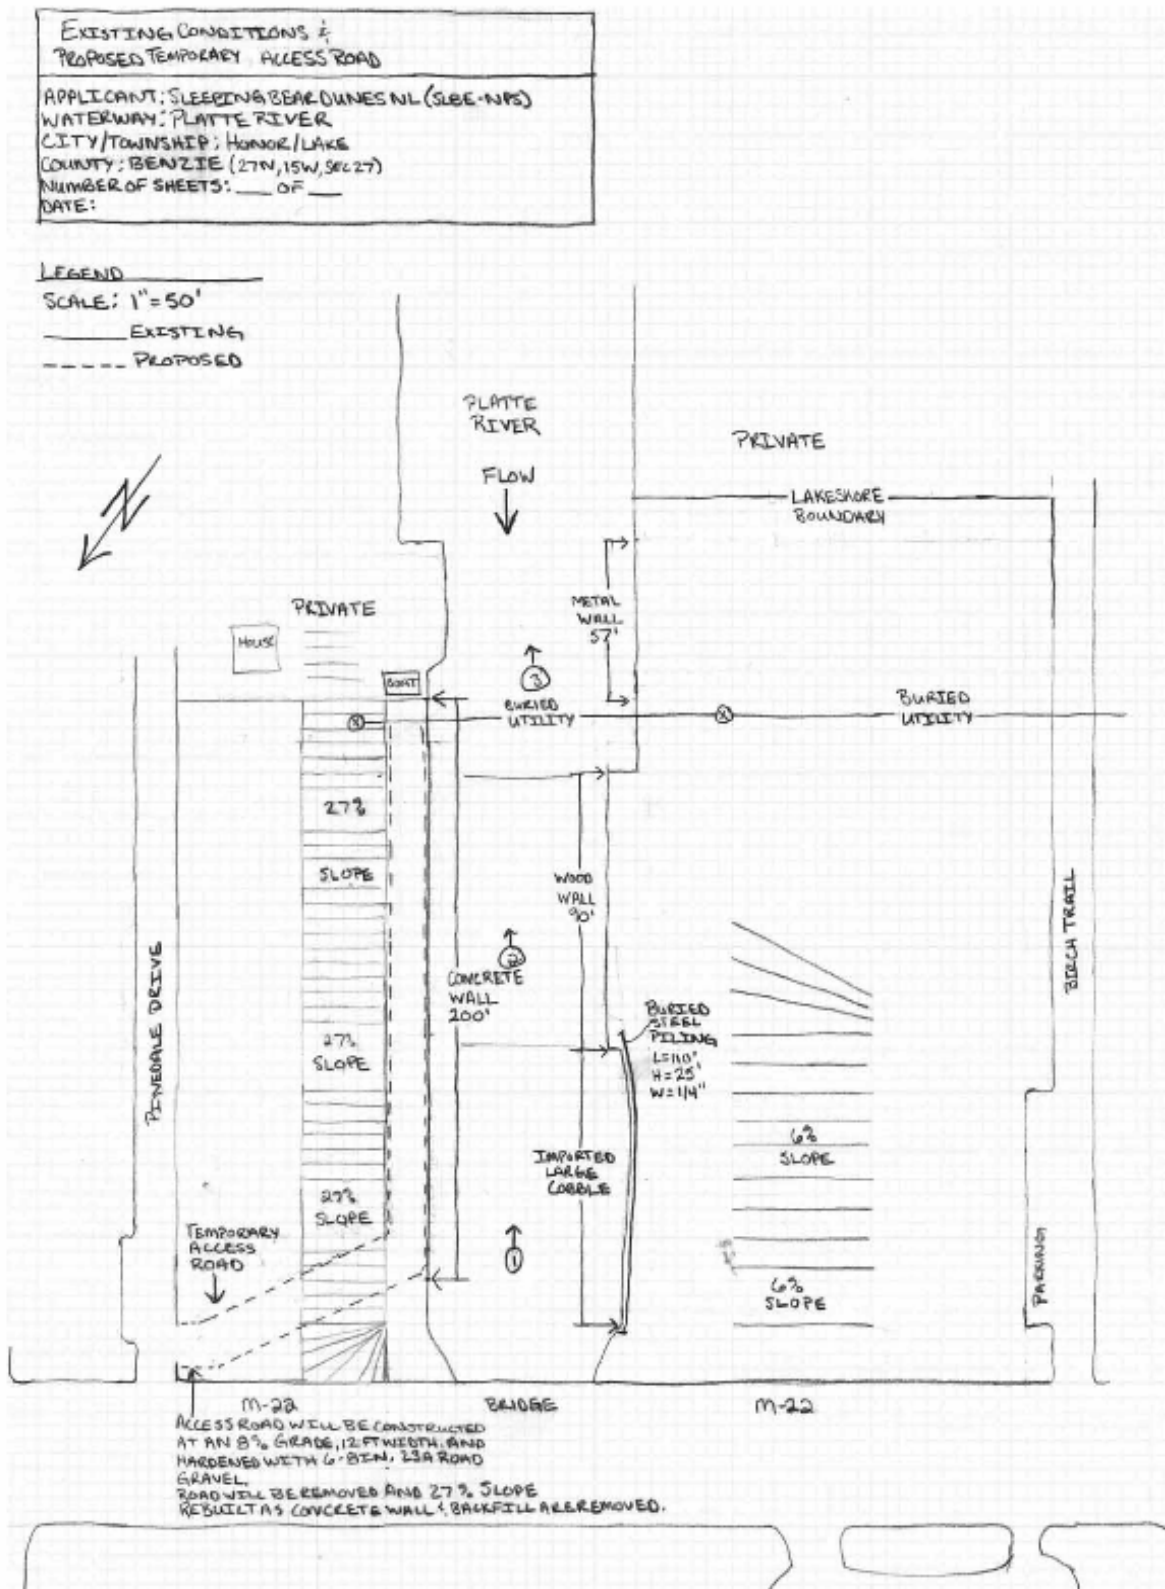 EXISTING CONDITIONS &
PROPOSED TEMPORARY ACCESS ROAD
APPLICANT: SLEEPING BEAR DUNES NL (SLBE-NPS)
WATERWAY: PLATTE RIVER
CITY/TOWNSHIP: HONOR/LAKE
COUNTY: BENZIE (27N, 15W, SEC 27)
NUMBER OF SHEETS: ___ OF ___
DATE:
LEGEND
SCALE: 1"=50'
EXISTING
PROPOSED
PLATTE
RIVER
FLOW
PRIVATE
LAKESHORE
BOUNDARY
N
PRIVATE
HOUSE
METAL
WALL
57'
3
BURIED
UTILITY
X
X
BURIED
UTILITY
27%
SLOPE
WOOD
WALL
90'
2
CONCRETE
WALL
200'
PINEDALE DRIVE
BIRCH TRAIL
27%
SLOPE
BURIED
STEEL
PILING
L=110'
H=25'
W=1/4"
6%
SLOPE
IMPORTED
LARGE
COBBLE
27%
SLOPE
TEMPORARY
ACCESS
ROAD
1
6%
SLOPE
PARKING
M-22
BRIDGE
M-22
ACCESS ROAD WILL BE CONSTRUCTED
AT AN 8% GRADE, 12 FT WIDTH, AND
HARDENED WITH 6-8IN. 23A ROAD
GRAVEL.
ROAD WILL BE REMOVED AND 27% SLOPE
REBUILT AS CONCRETE WALL & BACKFILL ARE REMOVED.